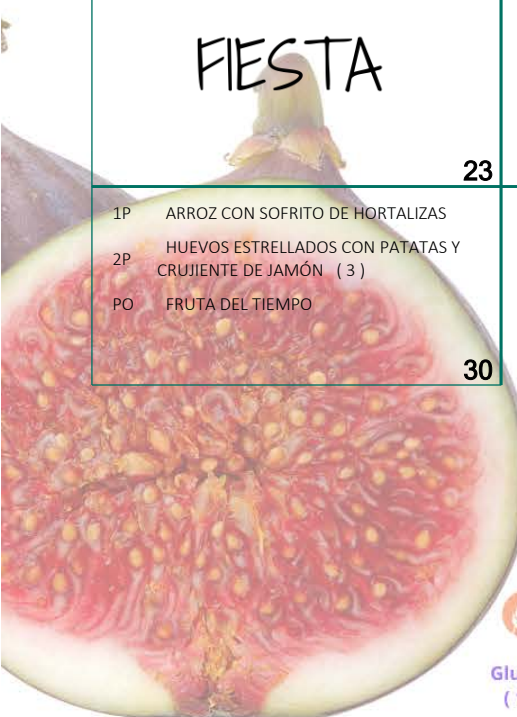 FIESTA
23
1P ARROZ CON SOFRITO DE HORTALIZAS
2P HUEVOS ESTRELLADOS CON PATATAS Y
CRUJIENTE DE JAMÓN ( 3 )
PO FRUTA DEL TIEMPO
30